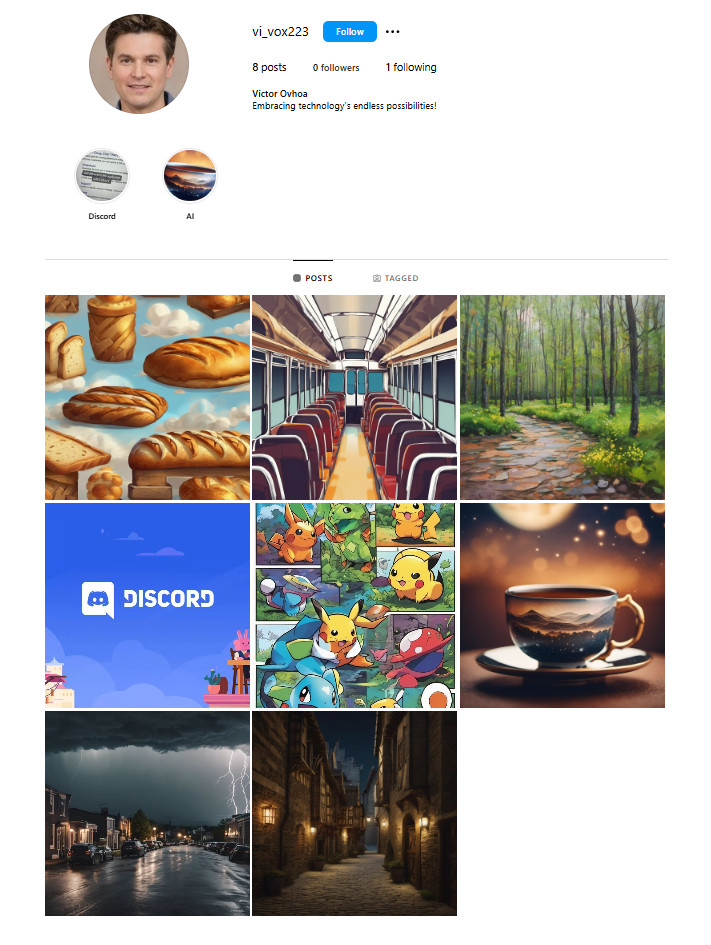 vi_vox223 Follow
8 posts 0 followers 1 following
Victor Ovhoa
Embracing technology's endless possibilities!
Discord AI
POSTS TAGGED
DISCORD